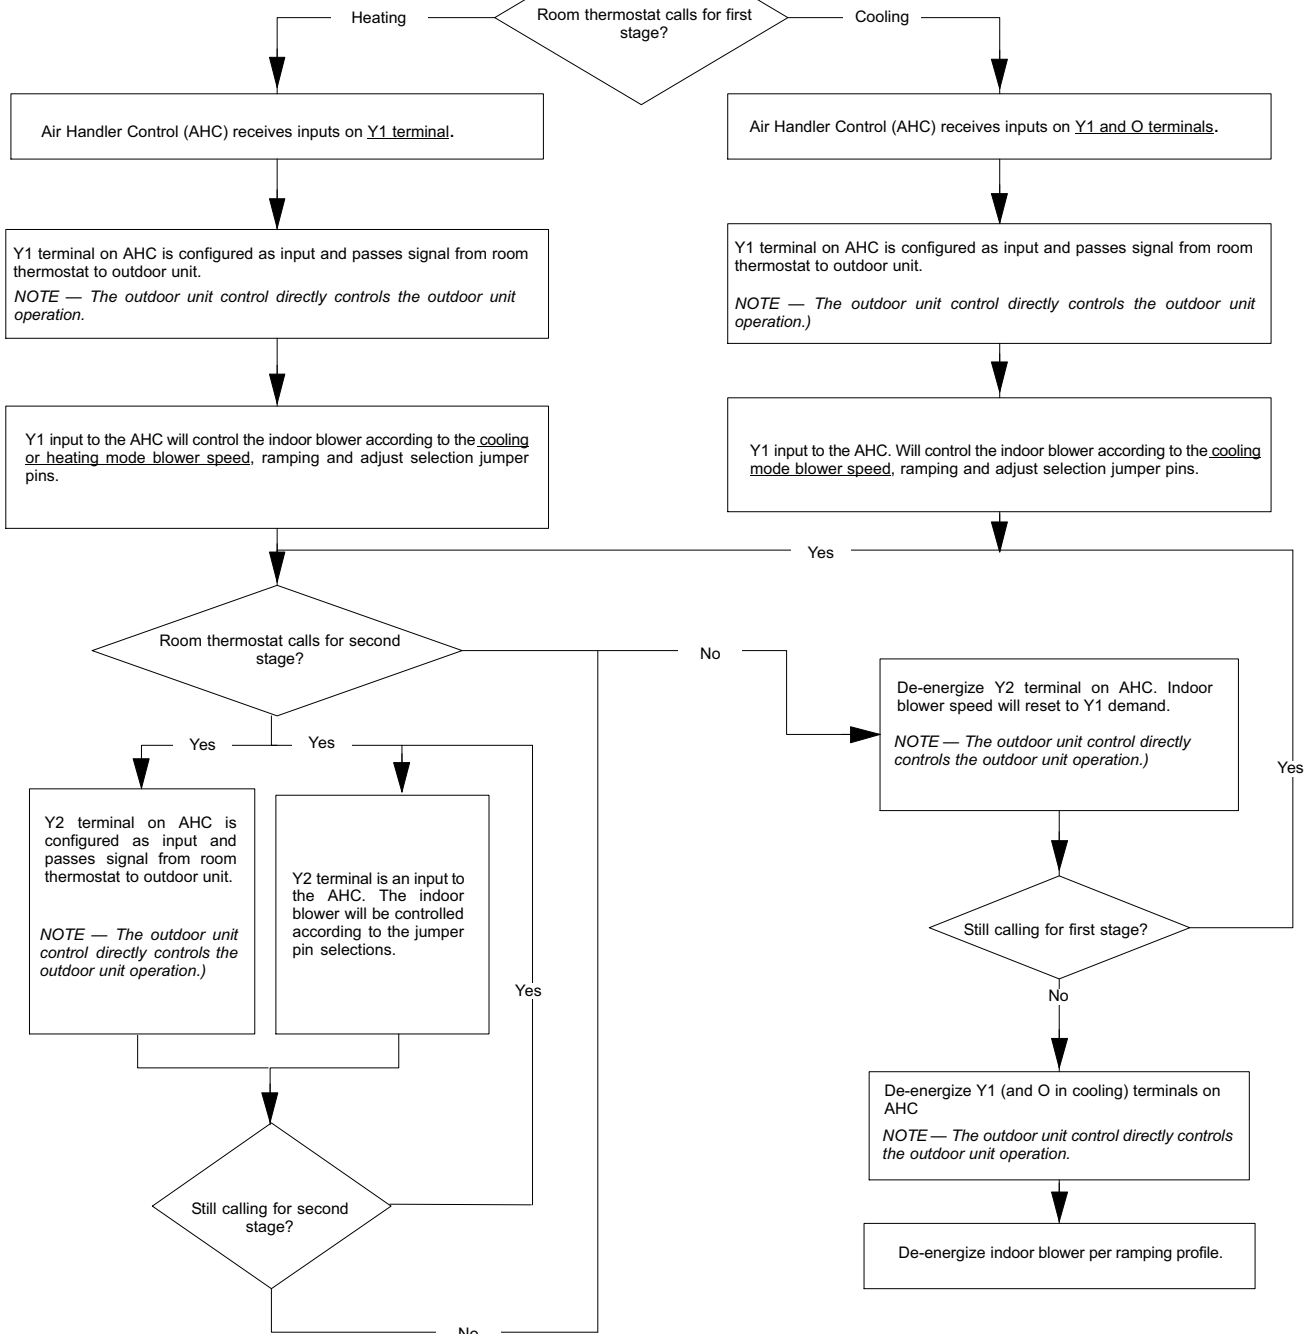 Heating
Room thermostat calls for first
stage?
Cooling
Air Handler Control (AHC) receives inputs on Y1 terminal.
Air Handler Control (AHC) receives inputs on Y1 and O terminals.
Y1 terminal on AHC is configured as input and passes signal from room
thermostat to outdoor unit.
NOTE — The outdoor unit control directly controls the outdoor unit
operation.
Y1 terminal on AHC is configured as input and passes signal from room
thermostat to outdoor unit.
NOTE — The outdoor unit control directly controls the outdoor unit
operation.)
Y1 input to the AHC will control the indoor blower according to the cooling
or heating mode blower speed, ramping and adjust selection jumper
pins.
Y1 input to the AHC. Will control the indoor blower according to the cooling
mode blower speed, ramping and adjust selection jumper pins.
Yes
Room thermostat calls for second
stage?
No
De-energize Y2 terminal on AHC. Indoor
blower speed will reset to Y1 demand.
NOTE — The outdoor unit control directly
controls the outdoor unit operation.)
Yes
Yes
Yes
Y2 terminal on AHC is
configured as input and
passes signal from room
thermostat to outdoor unit.
NOTE — The outdoor unit
control directly controls the
outdoor unit operation.)
Y2 terminal is an input to
the AHC. The indoor
blower will be controlled
according to the jumper
pin selections.
Yes
Still calling for first stage?
No
De-energize Y1 (and O in cooling) terminals on
AHC
NOTE — The outdoor unit control directly controls
the outdoor unit operation.
Still calling for second
stage?
De-energize indoor blower per ramping profile.
No